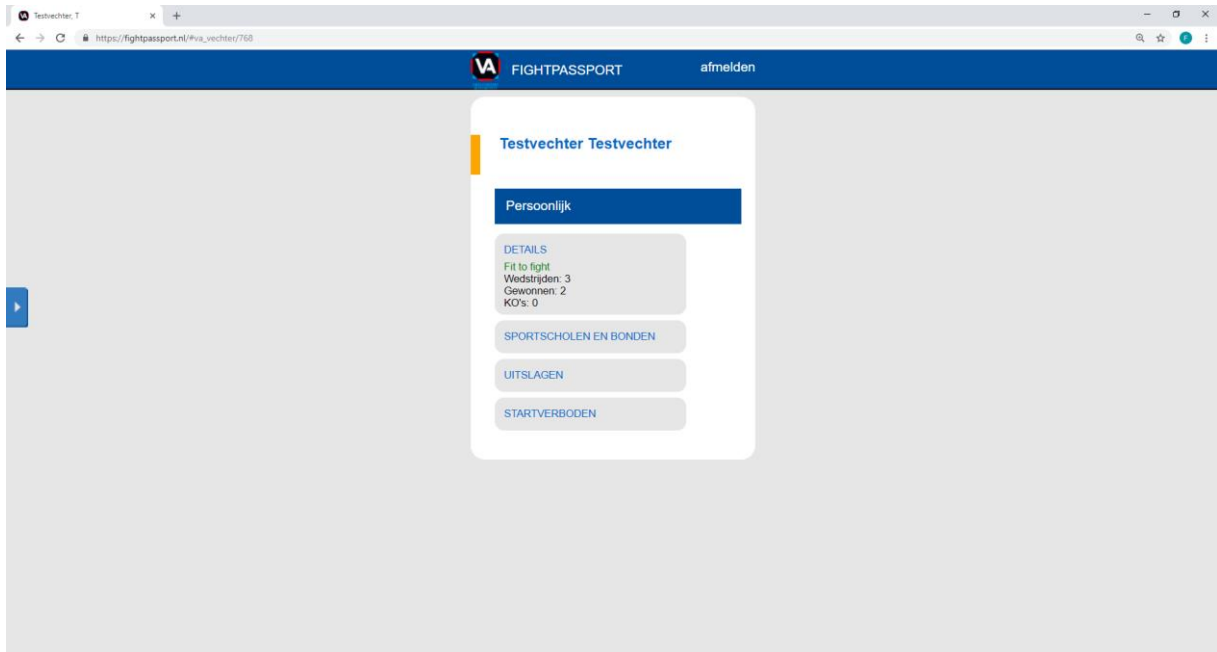 Testvechter, T
https://fightpassport.nl/#va_vechter/768
VA FIGHTPASSPORT afmelden
Testvechter Testvechter
Persoonlijk
DETAILS
Fit to fight
Wedstrijden: 3
Gewonnen: 2
KO's: 0
SPORTSCHOLEN EN BONDEN
UITSLAGEN
STARTVERBODEN